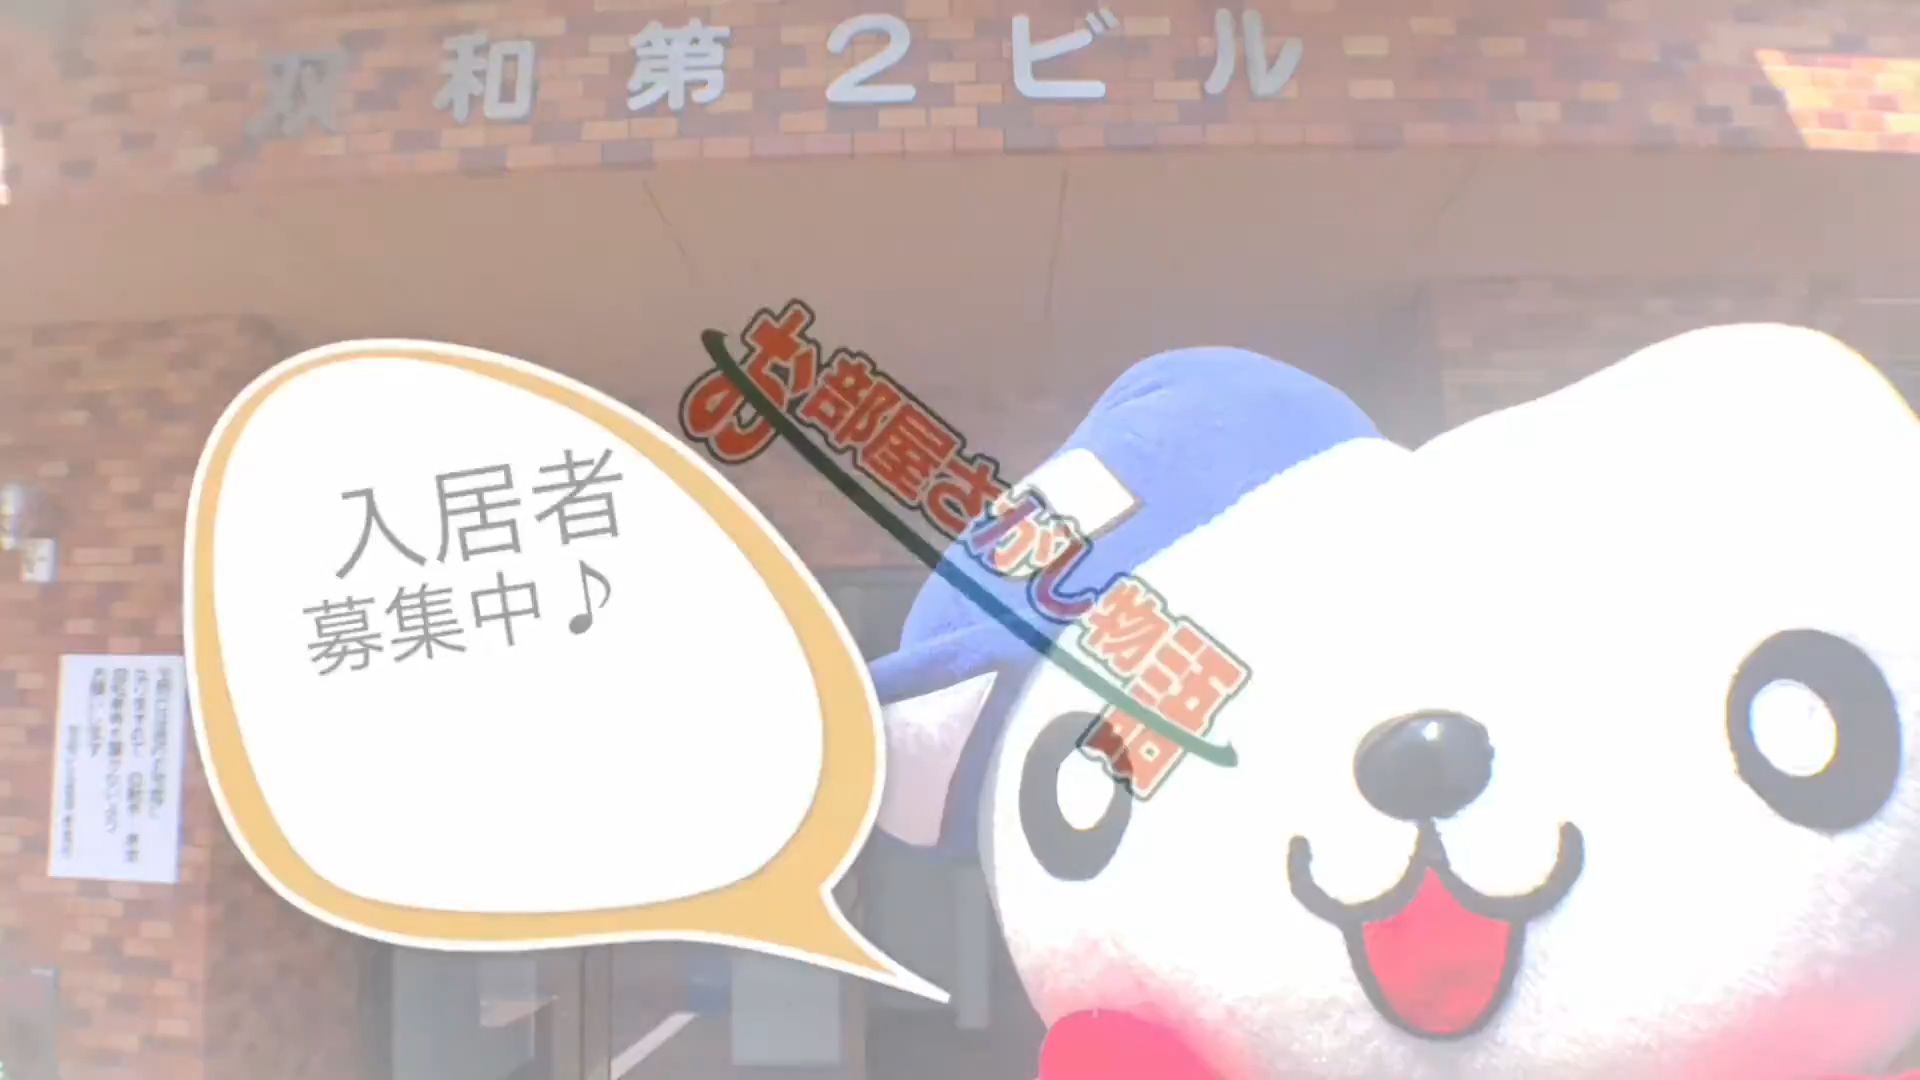 双和第2ビル
お部屋さがし物語
入居者
募集中♪